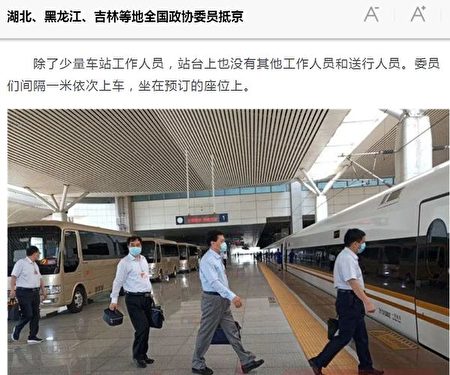 湖北、黑龙江、吉林等地全国政协委员抵京
A-
A+
除了少量车站工作人员，站台上也没有其他工作人员和送行人员。委员
们间隔一米依次上车，坐在预订的座位上。
1